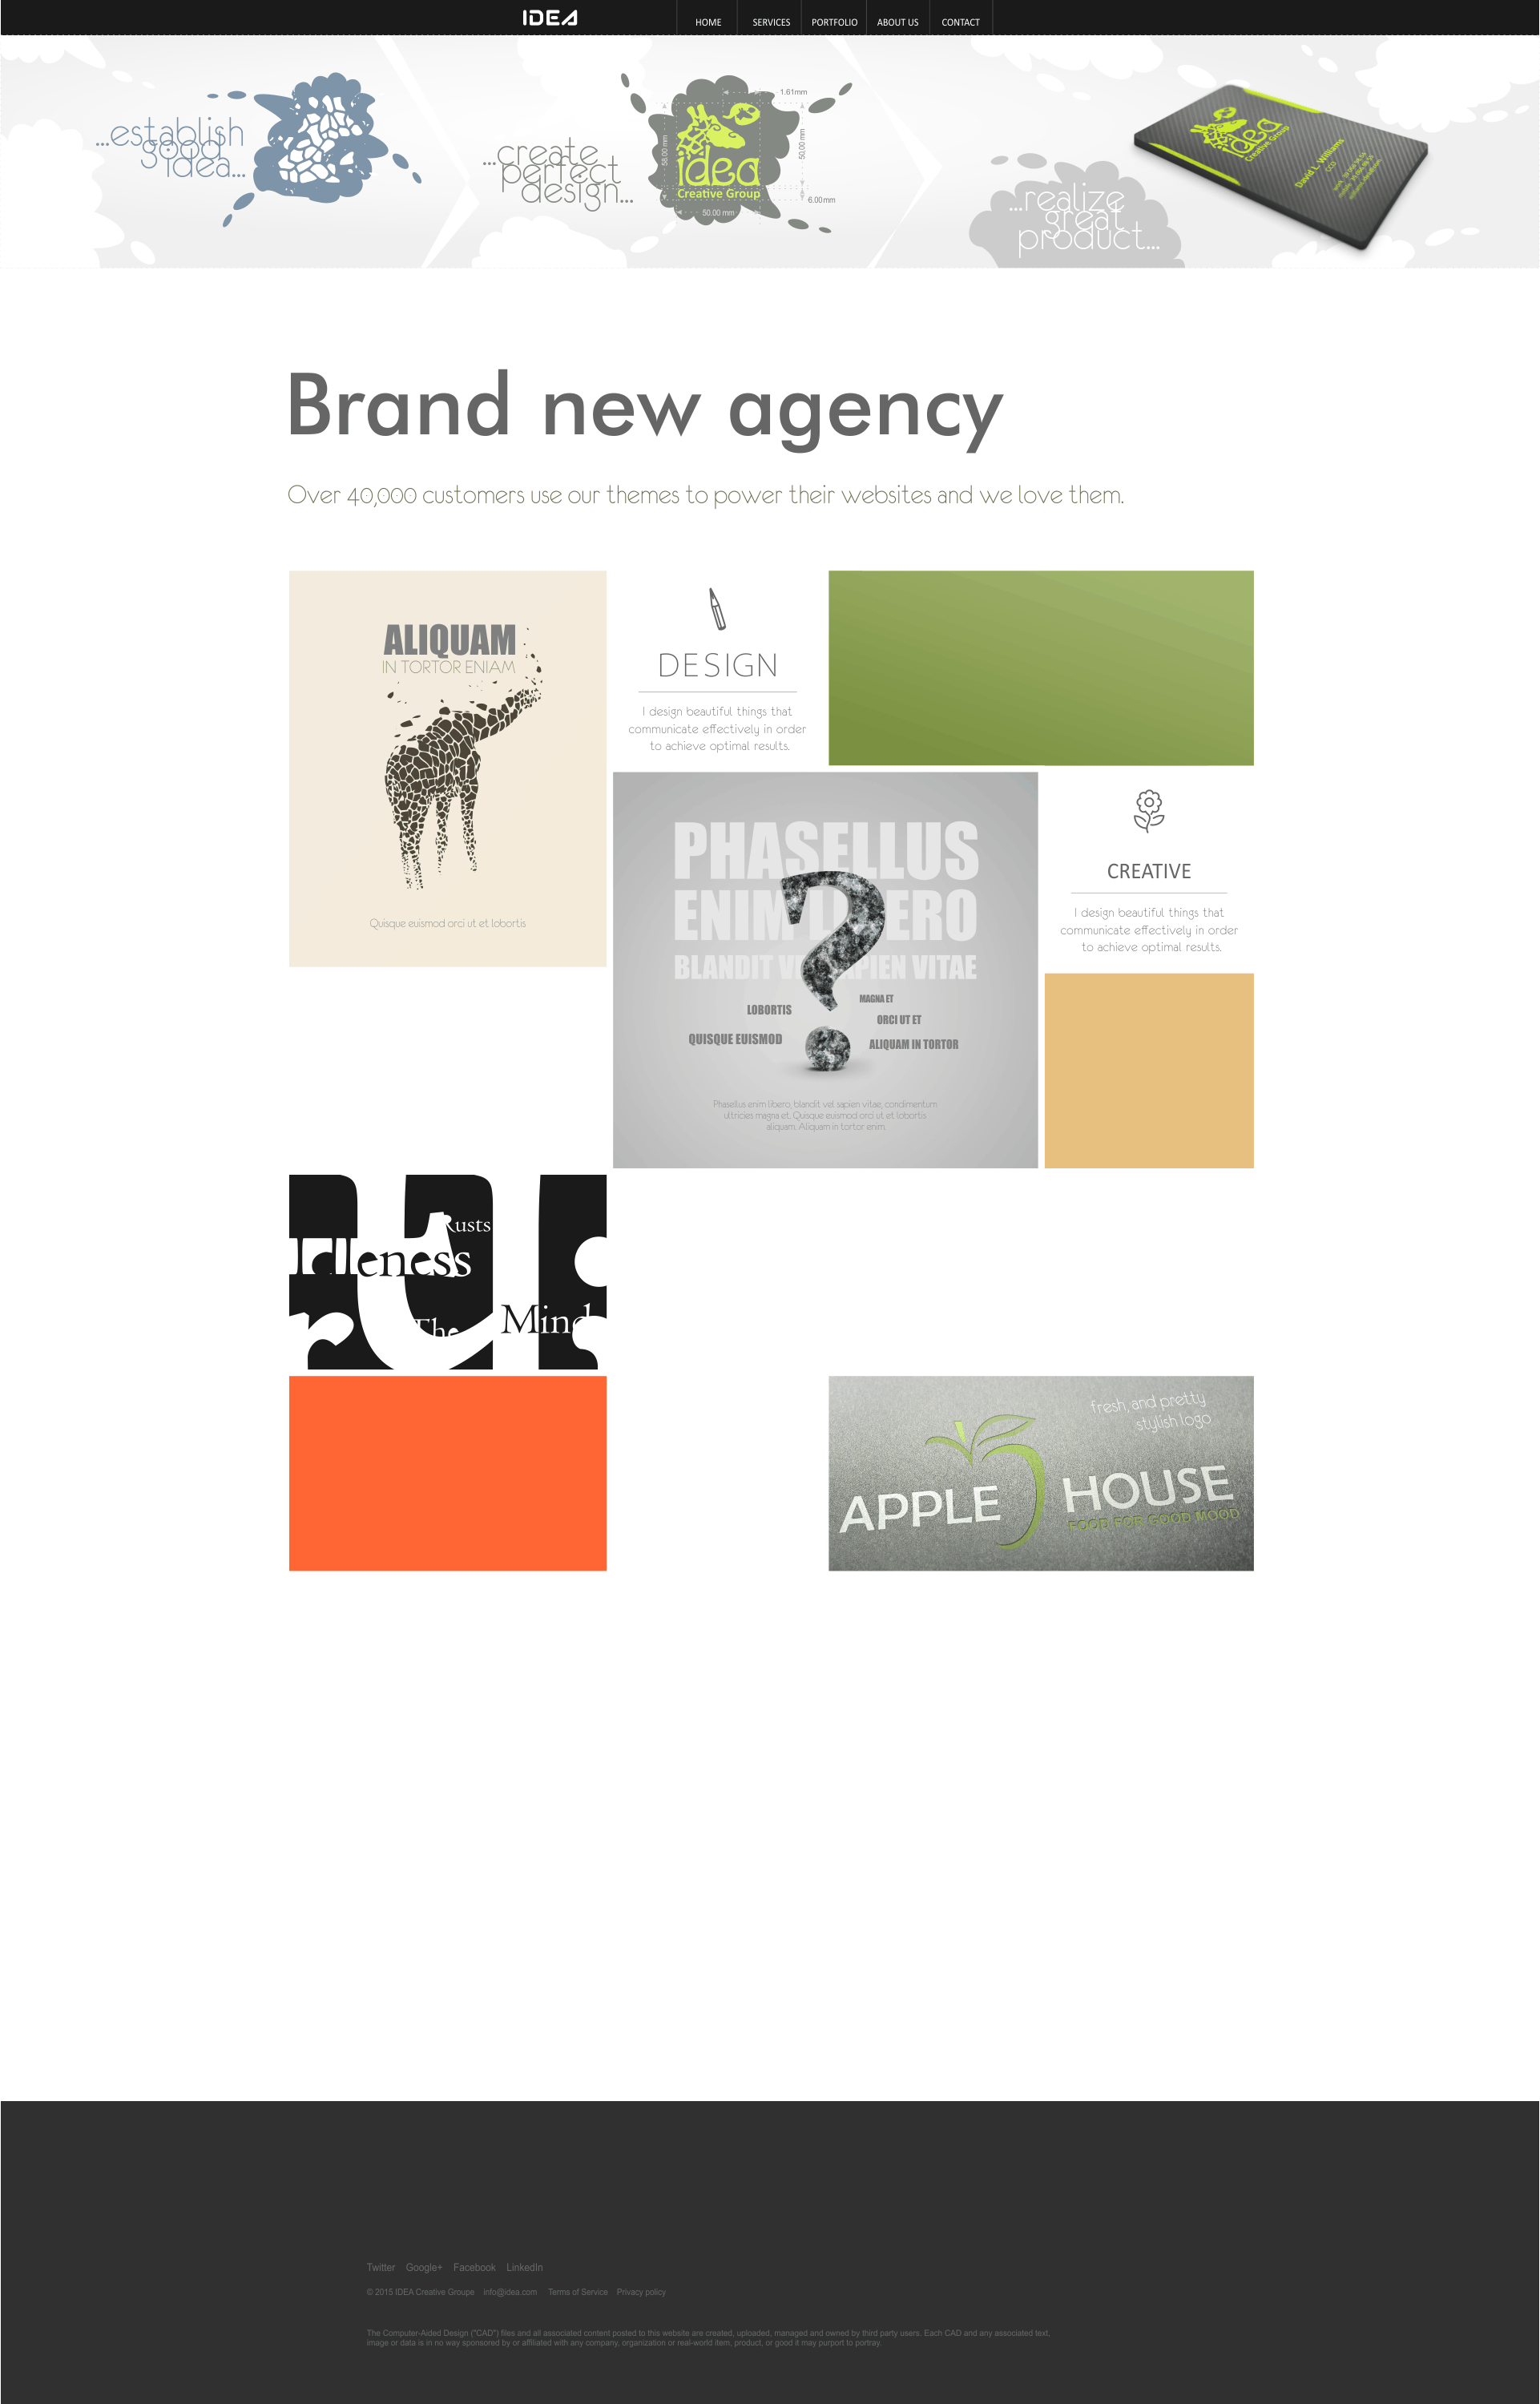 IDEA
HOME SERVICES PORTFOLIO ABOUT US CONTACT
...establish
good
idea...
...create
perfect
design...
1.61mm
58.00 mm
50.00 mm
6.00mm
50.00 mm
idea
Creative Group
...realize
great
product...
idea
Creative Group
David L. Williams
CCO
Brand new agency
Over 40,000 customers use our themes to power their websites and we love them.
ALIQUAM
IN TORTOR ENIAM
Quisque euismod orci ut et lobortis
DESIGN
I design beautiful things that
communicate effectively in order
to achieve optimal results.
PHASELLUS
ENIM LIBERO
BLANDIT VEL SAPIEN VITAE
LOBORTIS
MAGNA ET
ORCI UT ET
QUISQUE EUISMOD
ALIQUAM IN TORTOR
Phasellus enim libero, blandit vel sapien vitae, condimentum
ultricies magna et. Quisque euismod orci ut et lobortis
aliquam. Aliquam in tortor enim.
CREATIVE
I design beautiful things that
communicate effectively in order
to achieve optimal results.
Rusts
Idleness
The Mind
fresh, and pretty
stylish logo
APPLE HOUSE
FOOD FOR GOOD MOOD
Twitter Google+ Facebook LinkedIn
© 2015 IDEA Creative Groupe info@idea.com Terms of Service Privacy policy
The Computer-Aided Design ("CAD") files and all associated content posted to this website are created, uploaded, managed and owned by third party users. Each CAD and any associated text,
image or data is in no way sponsored by or affiliated with any company, organization or real-world item, product, or good it may purport to portray.